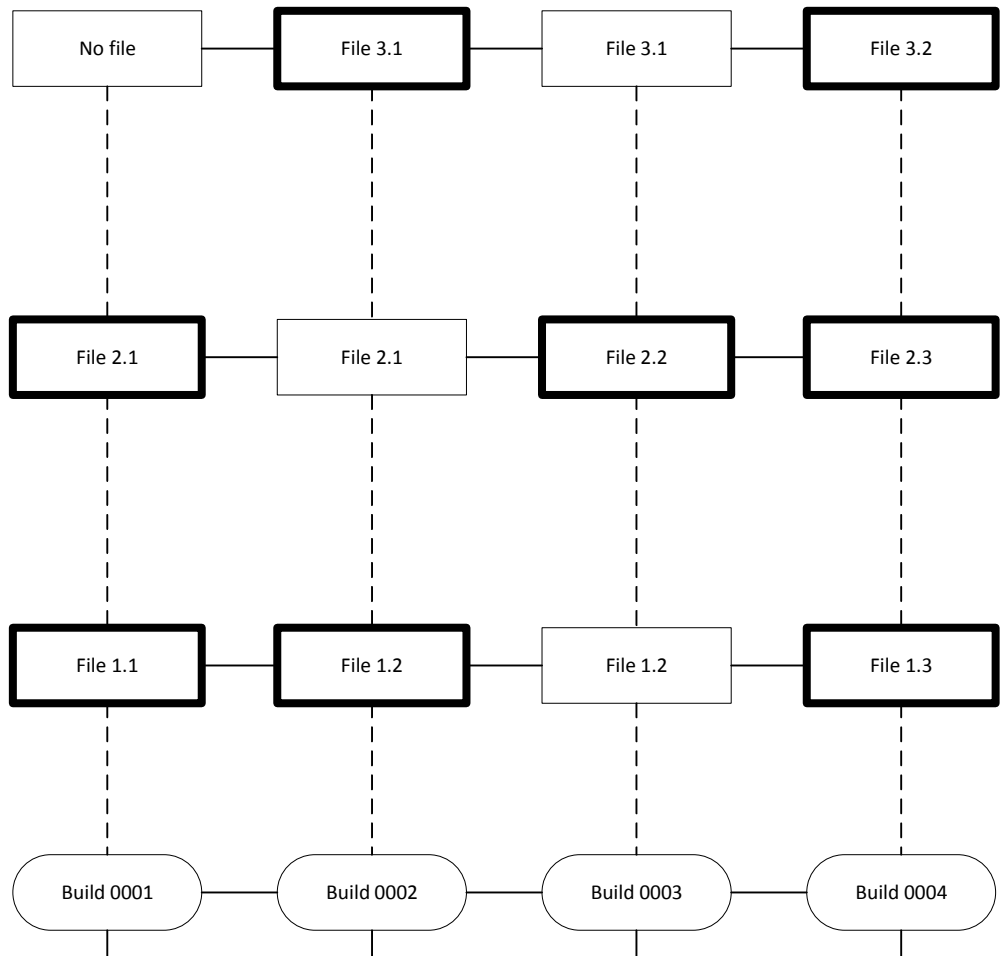 No file
File 3.1
File 3.1
File 3.2
File 2.1
File 2.1
File 2.2
File 2.3
File 1.1
File 1.2
File 1.2
File 1.3
Build 0001
Build 0002
Build 0003
Build 0004